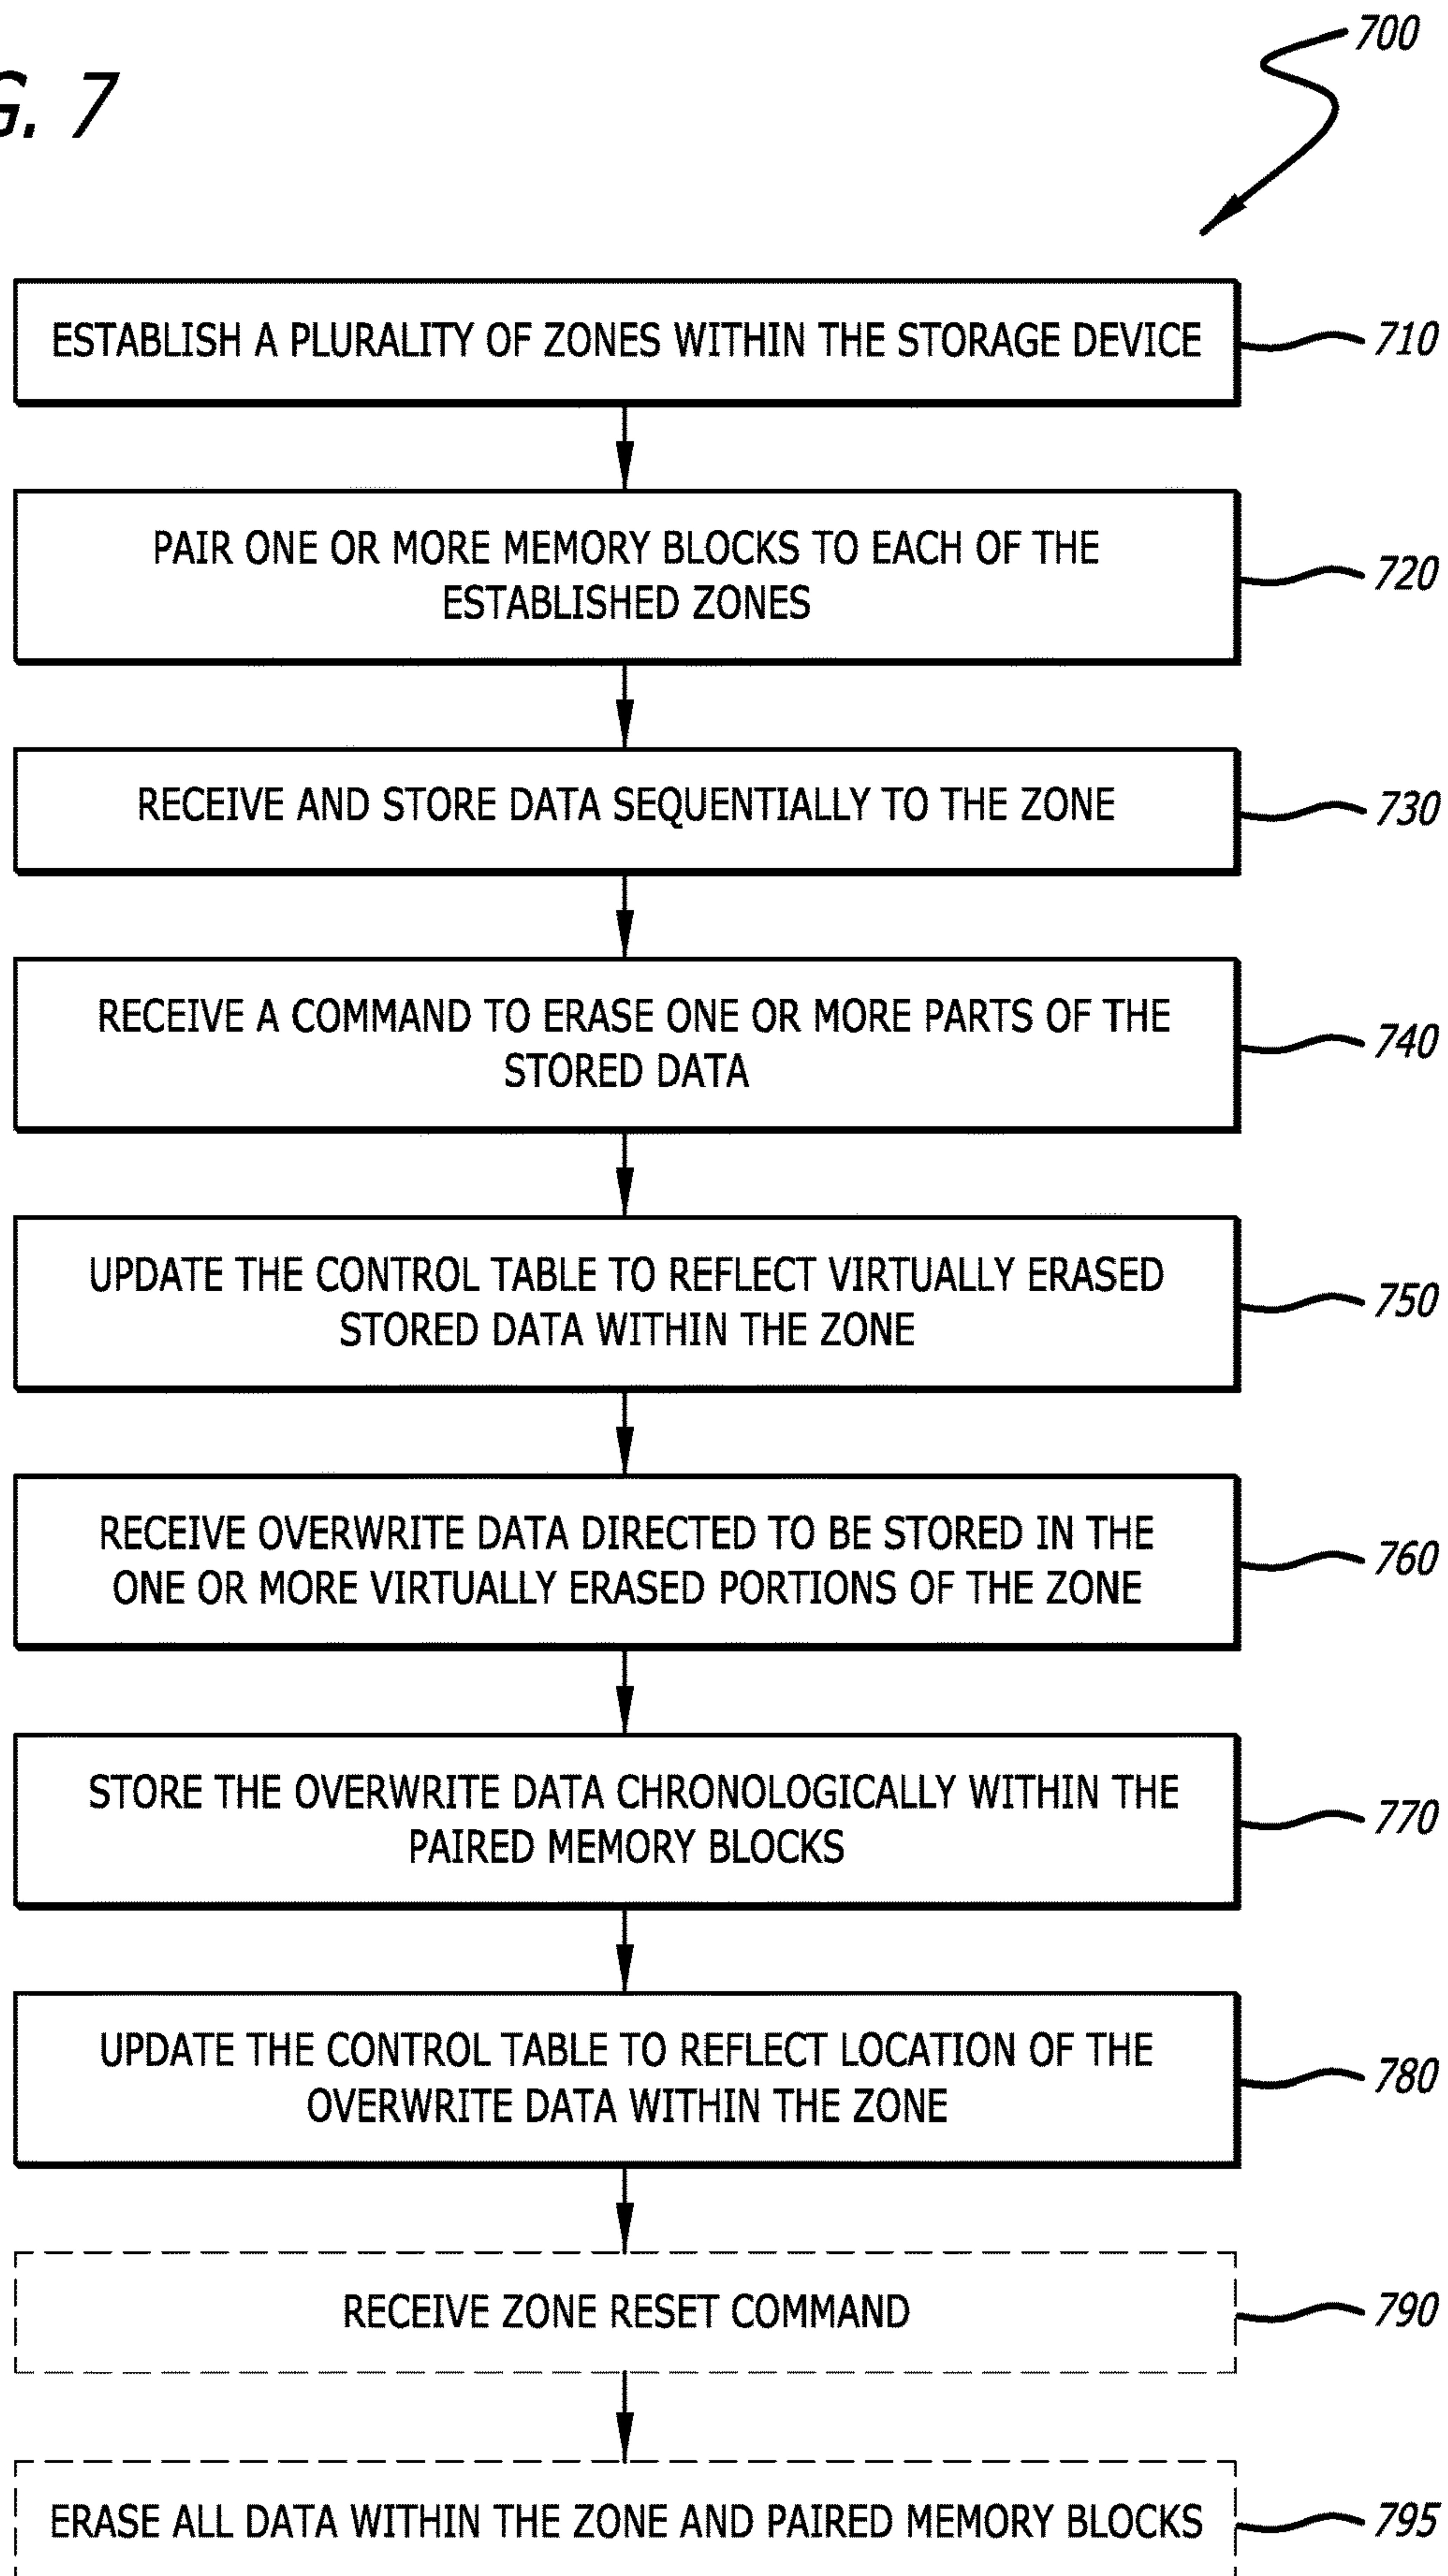 G. 7
700
ESTABLISH A PLURALITY OF ZONES WITHIN THE STORAGE DEVICE
710
PAIR ONE OR MORE MEMORY BLOCKS TO EACH OF THE
ESTABLISHED ZONES
720
RECEIVE AND STORE DATA SEQUENTIALLY TO THE ZONE
730
RECEIVE A COMMAND TO ERASE ONE OR MORE PARTS OF THE
STORED DATA
740
UPDATE THE CONTROL TABLE TO REFLECT VIRTUALLY ERASED
STORED DATA WITHIN THE ZONE
750
RECEIVE OVERWRITE DATA DIRECTED TO BE STORED IN THE
ONE OR MORE VIRTUALLY ERASED PORTIONS OF THE ZONE
760
STORE THE OVERWRITE DATA CHRONOLOGICALLY WITHIN THE
PAIRED MEMORY BLOCKS
770
UPDATE THE CONTROL TABLE TO REFLECT LOCATION OF THE
OVERWRITE DATA WITHIN THE ZONE
780
RECEIVE ZONE RESET COMMAND
790
ERASE ALL DATA WITHIN THE ZONE AND PAIRED MEMORY BLOCKS
795